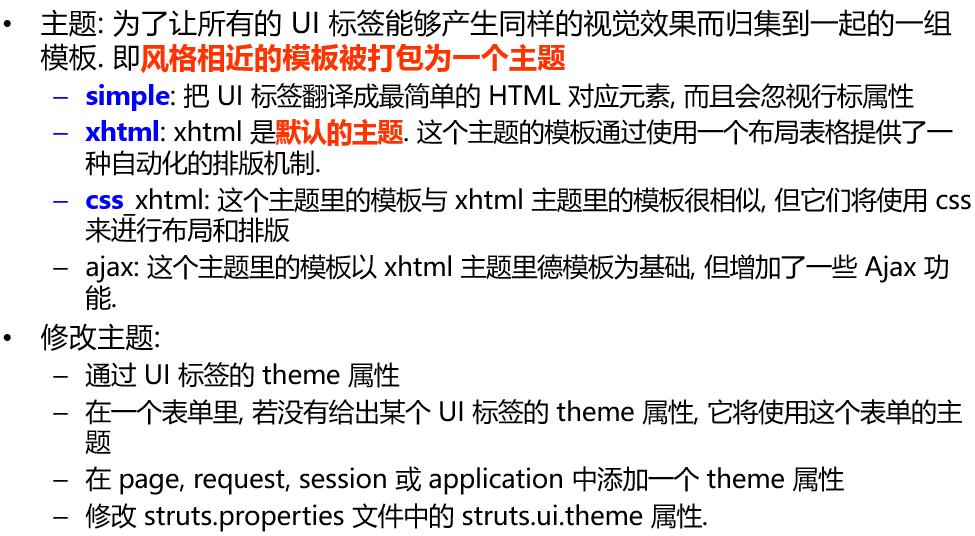 • 主题: 为了让所有的 UI 标签能够产生同样的视觉效果而归集到一起的一组
模板. 即风格相近的模板被打包为一个主题
– simple: 把 UI 标签翻译成最简单的 HTML 对应元素, 而且会忽视行标属性
– xhtml: xhtml 是默认的主题. 这个主题的模板通过使用一个布局表格提供了一
种自动化的排版机制.
– css_xhtml: 这个主题里的模板与 xhtml 主题里的模板很相似, 但它们将使用 css
来进行布局和排版
– ajax: 这个主题里的模板以 xhtml 主题里德模板为基础, 但增加了一些 Ajax 功
能.
• 修改主题:
– 通过 UI 标签的 theme 属性
– 在一个表单里, 若没有给出某个 UI 标签的 theme 属性, 它将使用这个表单的主
题
– 在 page, request, session 或 application 中添加一个 theme 属性
– 修改 struts.properties 文件中的 struts.ui.theme 属性.